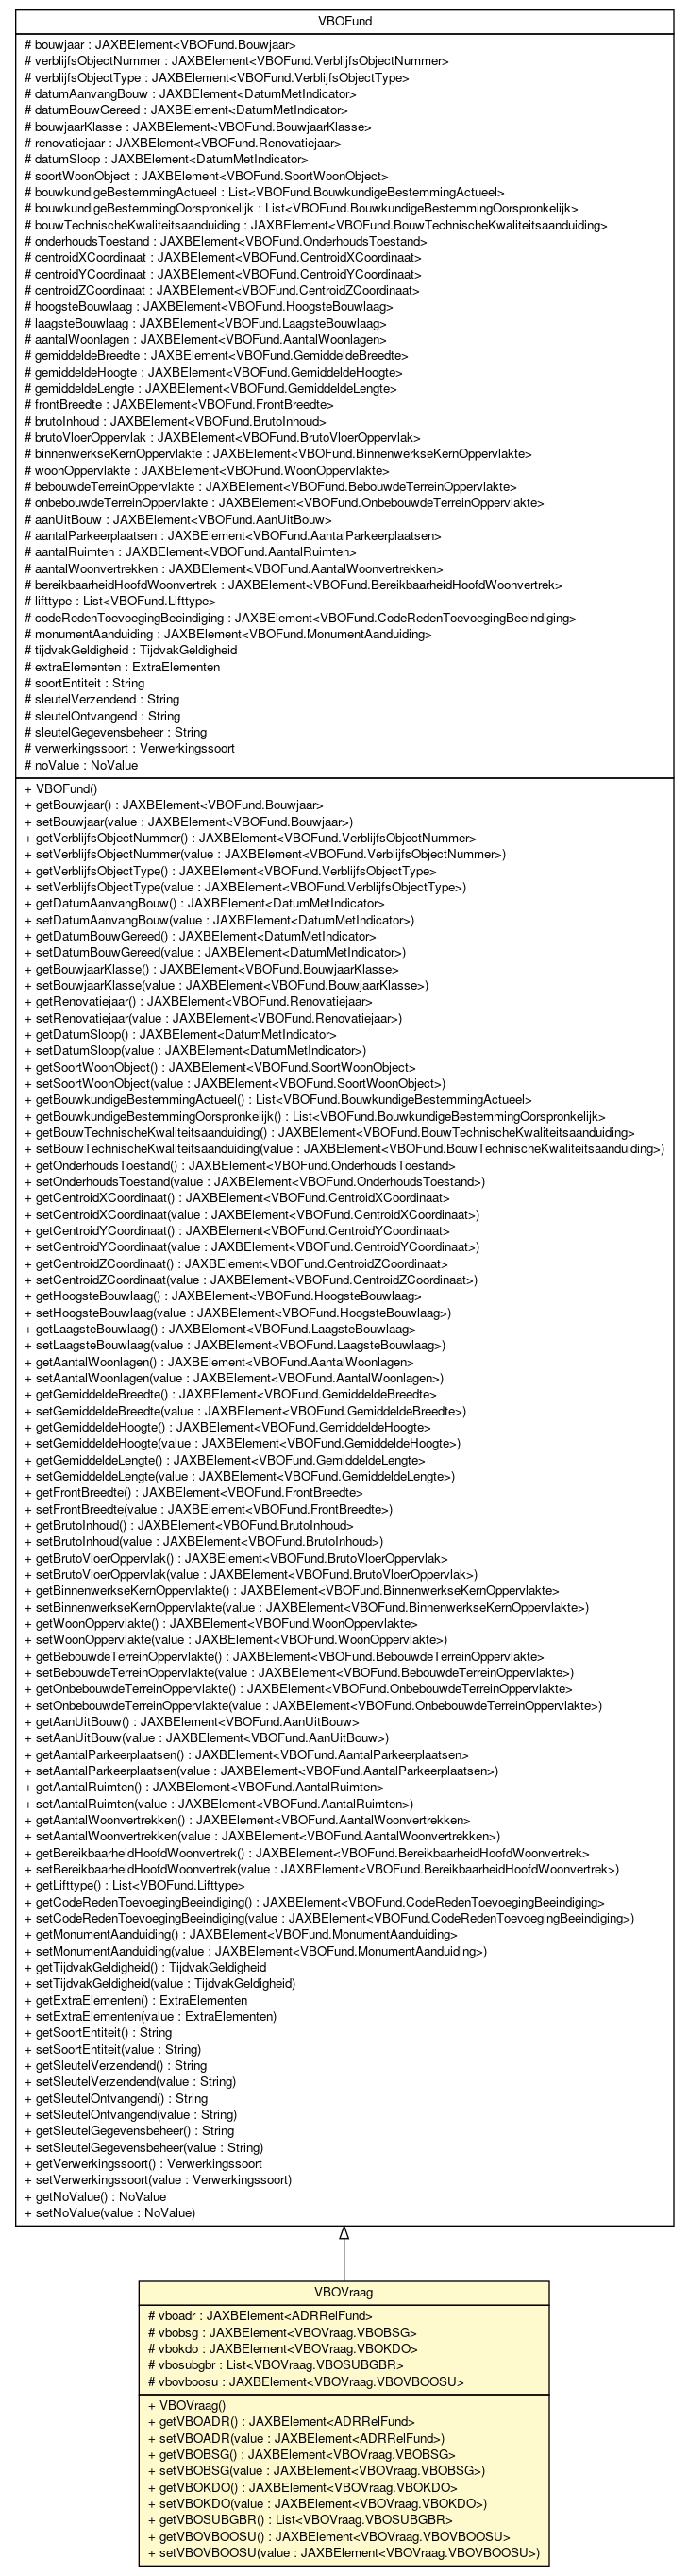 VBOFund
# bouwjaar : JAXBElement<VBOFund.Bouwjaar>
# verblijfsObjectNummer : JAXBElement<VBOFund.VerblijfsObjectNummer>
# verblijfsObjectType : JAXBElement<VBOFund.VerblijfsObjectType>
# datumAanvangBouw : JAXBElement<DatumMetIndicator>
# datumBouwGereed : JAXBElement<DatumMetIndicator>
# bouwjaarKlasse : JAXBElement<VBOFund.BouwjaarKlasse>
# renovatiejaar : JAXBElement<VBOFund.Renovatiejaar>
# datumSloop : JAXBElement<DatumMetIndicator>
# soortWoonObject : JAXBElement<VBOFund.SoortWoonObject>
# bouwkundigeBestemmingActueel : List<VBOFund.BouwkundigeBestemmingActueel>
# bouwkundigeBestemmingOorspronkelijk : List<VBOFund.BouwkundigeBestemmingOorspronkelijk>
# bouwTechnischeKwaliteitsaanduiding : JAXBElement<VBOFund.BouwTechnischeKwaliteitsaanduiding>
# onderhoudsToestand : JAXBElement<VBOFund.OnderhoudsToestand>
# centroidXCoordinaat : JAXBElement<VBOFund.CentroidXCoordinaat>
# centroidYCoordinaat : JAXBElement<VBOFund.CentroidYCoordinaat>
# centroidZCoordinaat : JAXBElement<VBOFund.CentroidZCoordinaat>
# hoogsteBouwlaag : JAXBElement<VBOFund.HoogsteBouwlaag>
# laagsteBouwlaag : JAXBElement<VBOFund.LaagsteBouwlaag>
# aantalWoonlagen : JAXBElement<VBOFund.AantalWoonlagen>
# gemiddeldeBreedte : JAXBElement<VBOFund.GemiddeldeBreedte>
# gemiddeldeHoogte : JAXBElement<VBOFund.GemiddeldeHoogte>
# gemiddeldeLengte : JAXBElement<VBOFund.GemiddeldeLengte>
# frontBreedte : JAXBElement<VBOFund.FrontBreedte>
# brutoInhoud : JAXBElement<VBOFund.BrutoInhoud>
# brutoVloerOppervlak : JAXBElement<VBOFund.BrutoVloerOppervlak>
# binnenwerkseKernOppervlakte : JAXBElement<VBOFund.BinnenwerkseKernOppervlakte>
# woonOppervlakte : JAXBElement<VBOFund.WoonOppervlakte>
# bebouwdeTerreinOppervlakte : JAXBElement<VBOFund.BebouwdeTerreinOppervlakte>
# onbebouwdeTerreinOppervlakte : JAXBElement<VBOFund.OnbebouwdeTerreinOppervlakte>
# aanUitBouw : JAXBElement<VBOFund.AanUitBouw>
# aantalParkeerplaatsen : JAXBElement<VBOFund.AantalParkeerplaatsen>
# aantalRuimten : JAXBElement<VBOFund.AantalRuimten>
# aantalWoonvertrekken : JAXBElement<VBOFund.AantalWoonvertrekken>
# bereikbaarheidHoofdWoonvertrek : JAXBElement<VBOFund.BereikbaarheidHoofdWoonvertrek>
# lifttype : List<VBOFund.Lifttype>
# codeRedenToevoegingBeeindiging : JAXBElement<VBOFund.CodeRedenToevoegingBeeindiging>
# monumentAanduiding : JAXBElement<VBOFund.MonumentAanduiding>
# tijdvakGeldigheid : TijdvakGeldigheid
# extraElementen : ExtraElementen
# soortEntiteit : String
# sleutelVerzendend : String
# sleutelOntvangend : String
# sleutelGegevensbeheer : String
# verwerkingssoort : Verwerkingssoort
# noValue : NoValue
+ VBOFund()
+ getBouwjaar() : JAXBElement<VBOFund.Bouwjaar>
+ setBouwjaar(value : JAXBElement<VBOFund.Bouwjaar>)
+ getVerblijfsObjectNummer() : JAXBElement<VBOFund.VerblijfsObjectNummer>
+ setVerblijfsObjectNummer(value : JAXBElement<VBOFund.VerblijfsObjectNummer>)
+ getVerblijfsObjectType() : JAXBElement<VBOFund.VerblijfsObjectType>
+ setVerblijfsObjectType(value : JAXBElement<VBOFund.VerblijfsObjectType>)
+ getDatumAanvangBouw() : JAXBElement<DatumMetIndicator>
+ setDatumAanvangBouw(value : JAXBElement<DatumMetIndicator>)
+ getDatumBouwGereed() : JAXBElement<DatumMetIndicator>
+ setDatumBouwGereed(value : JAXBElement<DatumMetIndicator>)
+ getBouwjaarKlasse() : JAXBElement<VBOFund.BouwjaarKlasse>
+ setBouwjaarKlasse(value : JAXBElement<VBOFund.BouwjaarKlasse>)
+ getRenovatiejaar() : JAXBElement<VBOFund.Renovatiejaar>
+ setRenovatiejaar(value : JAXBElement<VBOFund.Renovatiejaar>)
+ getDatumSloop() : JAXBElement<DatumMetIndicator>
+ setDatumSloop(value : JAXBElement<DatumMetIndicator>)
+ getSoortWoonObject() : JAXBElement<VBOFund.SoortWoonObject>
+ setSoortWoonObject(value : JAXBElement<VBOFund.SoortWoonObject>)
+ getBouwkundigeBestemmingActueel() : List<VBOFund.BouwkundigeBestemmingActueel>
+ getBouwkundigeBestemmingOorspronkelijk() : List<VBOFund.BouwkundigeBestemmingOorspronkelijk>
+ getBouwTechnischeKwaliteitsaanduiding() : JAXBElement<VBOFund.BouwTechnischeKwaliteitsaanduiding>
+ setBouwTechnischeKwaliteitsaanduiding(value : JAXBElement<VBOFund.BouwTechnischeKwaliteitsaanduiding>)
+ getOnderhoudsToestand() : JAXBElement<VBOFund.OnderhoudsToestand>
+ setOnderhoudsToestand(value : JAXBElement<VBOFund.OnderhoudsToestand>)
+ getCentroidXCoordinaat() : JAXBElement<VBOFund.CentroidXCoordinaat>
+ setCentroidXCoordinaat(value : JAXBElement<VBOFund.CentroidXCoordinaat>)
+ getCentroidYCoordinaat() : JAXBElement<VBOFund.CentroidYCoordinaat>
+ setCentroidYCoordinaat(value : JAXBElement<VBOFund.CentroidYCoordinaat>)
+ getCentroidZCoordinaat() : JAXBElement<VBOFund.CentroidZCoordinaat>
+ setCentroidZCoordinaat(value : JAXBElement<VBOFund.CentroidZCoordinaat>)
+ getHoogsteBouwlaag() : JAXBElement<VBOFund.HoogsteBouwlaag>
+ setHoogsteBouwlaag(value : JAXBElement<VBOFund.HoogsteBouwlaag>)
+ getLaagsteBouwlaag() : JAXBElement<VBOFund.LaagsteBouwlaag>
+ setLaagsteBouwlaag(value : JAXBElement<VBOFund.LaagsteBouwlaag>)
+ getAantalWoonlagen() : JAXBElement<VBOFund.AantalWoonlagen>
+ setAantalWoonlagen(value : JAXBElement<VBOFund.AantalWoonlagen>)
+ getGemiddeldeBreedte() : JAXBElement<VBOFund.GemiddeldeBreedte>
+ setGemiddeldeBreedte(value : JAXBElement<VBOFund.GemiddeldeBreedte>)
+ getGemiddeldeHoogte() : JAXBElement<VBOFund.GemiddeldeHoogte>
+ setGemiddeldeHoogte(value : JAXBElement<VBOFund.GemiddeldeHoogte>)
+ getGemiddeldeLengte() : JAXBElement<VBOFund.GemiddeldeLengte>
+ setGemiddeldeLengte(value : JAXBElement<VBOFund.GemiddeldeLengte>)
+ getFrontBreedte() : JAXBElement<VBOFund.FrontBreedte>
+ setFrontBreedte(value : JAXBElement<VBOFund.FrontBreedte>)
+ getBrutoInhoud() : JAXBElement<VBOFund.BrutoInhoud>
+ setBrutoInhoud(value : JAXBElement<VBOFund.BrutoInhoud>)
+ getBrutoVloerOppervlak() : JAXBElement<VBOFund.BrutoVloerOppervlak>
+ setBrutoVloerOppervlak(value : JAXBElement<VBOFund.BrutoVloerOppervlak>)
+ getBinnenwerkseKernOppervlakte() : JAXBElement<VBOFund.BinnenwerkseKernOppervlakte>
+ setBinnenwerkseKernOppervlakte(value : JAXBElement<VBOFund.BinnenwerkseKernOppervlakte>)
+ getWoonOppervlakte() : JAXBElement<VBOFund.WoonOppervlakte>
+ setWoonOppervlakte(value : JAXBElement<VBOFund.WoonOppervlakte>)
+ getBebouwdeTerreinOppervlakte() : JAXBElement<VBOFund.BebouwdeTerreinOppervlakte>
+ setBebouwdeTerreinOppervlakte(value : JAXBElement<VBOFund.BebouwdeTerreinOppervlakte>)
+ getOnbebouwdeTerreinOppervlakte() : JAXBElement<VBOFund.OnbebouwdeTerreinOppervlakte>
+ setOnbebouwdeTerreinOppervlakte(value : JAXBElement<VBOFund.OnbebouwdeTerreinOppervlakte>)
+ getAanUitBouw() : JAXBElement<VBOFund.AanUitBouw>
+ setAanUitBouw(value : JAXBElement<VBOFund.AanUitBouw>)
+ getAantalParkeerplaatsen() : JAXBElement<VBOFund.AantalParkeerplaatsen>
+ setAantalParkeerplaatsen(value : JAXBElement<VBOFund.AantalParkeerplaatsen>)
+ getAantalRuimten() : JAXBElement<VBOFund.AantalRuimten>
+ setAantalRuimten(value : JAXBElement<VBOFund.AantalRuimten>)
+ getAantalWoonvertrekken() : JAXBElement<VBOFund.AantalWoonvertrekken>
+ setAantalWoonvertrekken(value : JAXBElement<VBOFund.AantalWoonvertrekken>)
+ getBereikbaarheidHoofdWoonvertrek() : JAXBElement<VBOFund.BereikbaarheidHoofdWoonvertrek>
+ setBereikbaarheidHoofdWoonvertrek(value : JAXBElement<VBOFund.BereikbaarheidHoofdWoonvertrek>)
+ getLifttype() : List<VBOFund.Lifttype>
+ getCodeRedenToevoegingBeeindiging() : JAXBElement<VBOFund.CodeRedenToevoegingBeeindiging>
+ setCodeRedenToevoegingBeeindiging(value : JAXBElement<VBOFund.CodeRedenToevoegingBeeindiging>)
+ getMonumentAanduiding() : JAXBElement<VBOFund.MonumentAanduiding>
+ setMonumentAanduiding(value : JAXBElement<VBOFund.MonumentAanduiding>)
+ getTijdvakGeldigheid() : TijdvakGeldigheid
+ setTijdvakGeldigheid(value : TijdvakGeldigheid)
+ getExtraElementen() : ExtraElementen
+ setExtraElementen(value : ExtraElementen)
+ getSoortEntiteit() : String
+ setSoortEntiteit(value : String)
+ getSleutelVerzendend() : String
+ setSleutelVerzendend(value : String)
+ getSleutelOntvangend() : String
+ setSleutelOntvangend(value : String)
+ getSleutelGegevensbeheer() : String
+ setSleutelGegevensbeheer(value : String)
+ getVerwerkingssoort() : Verwerkingssoort
+ setVerwerkingssoort(value : Verwerkingssoort)
+ getNoValue() : NoValue
+ setNoValue(value : NoValue)
VBOVraag
# vboadr : JAXBElement<ADRRelFund>
# vbobsg : JAXBElement<VBOVraag.VBOBSG>
# vbokdo : JAXBElement<VBOVraag.VBOKDO>
# vbosubgbr : List<VBOVraag.VBOSUBGBR>
# vbovboosu : JAXBElement<VBOVraag.VBOVBOOSU>
+ VBOVraag()
+ getVBOADR() : JAXBElement<ADRRelFund>
+ setVBOADR(value : JAXBElement<ADRRelFund>)
+ getVBOBSG() : JAXBElement<VBOVraag.VBOBSG>
+ setVBOBSG(value : JAXBElement<VBOVraag.VBOBSG>)
+ getVBOKDO() : JAXBElement<VBOVraag.VBOKDO>
+ setVBOKDO(value : JAXBElement<VBOVraag.VBOKDO>)
+ getVBOSUBGBR() : List<VBOVraag.VBOSUBGBR>
+ getVBOVBOOSU() : JAXBElement<VBOVraag.VBOVBOOSU>
+ setVBOVBOOSU(value : JAXBElement<VBOVraag.VBOVBOOSU>)